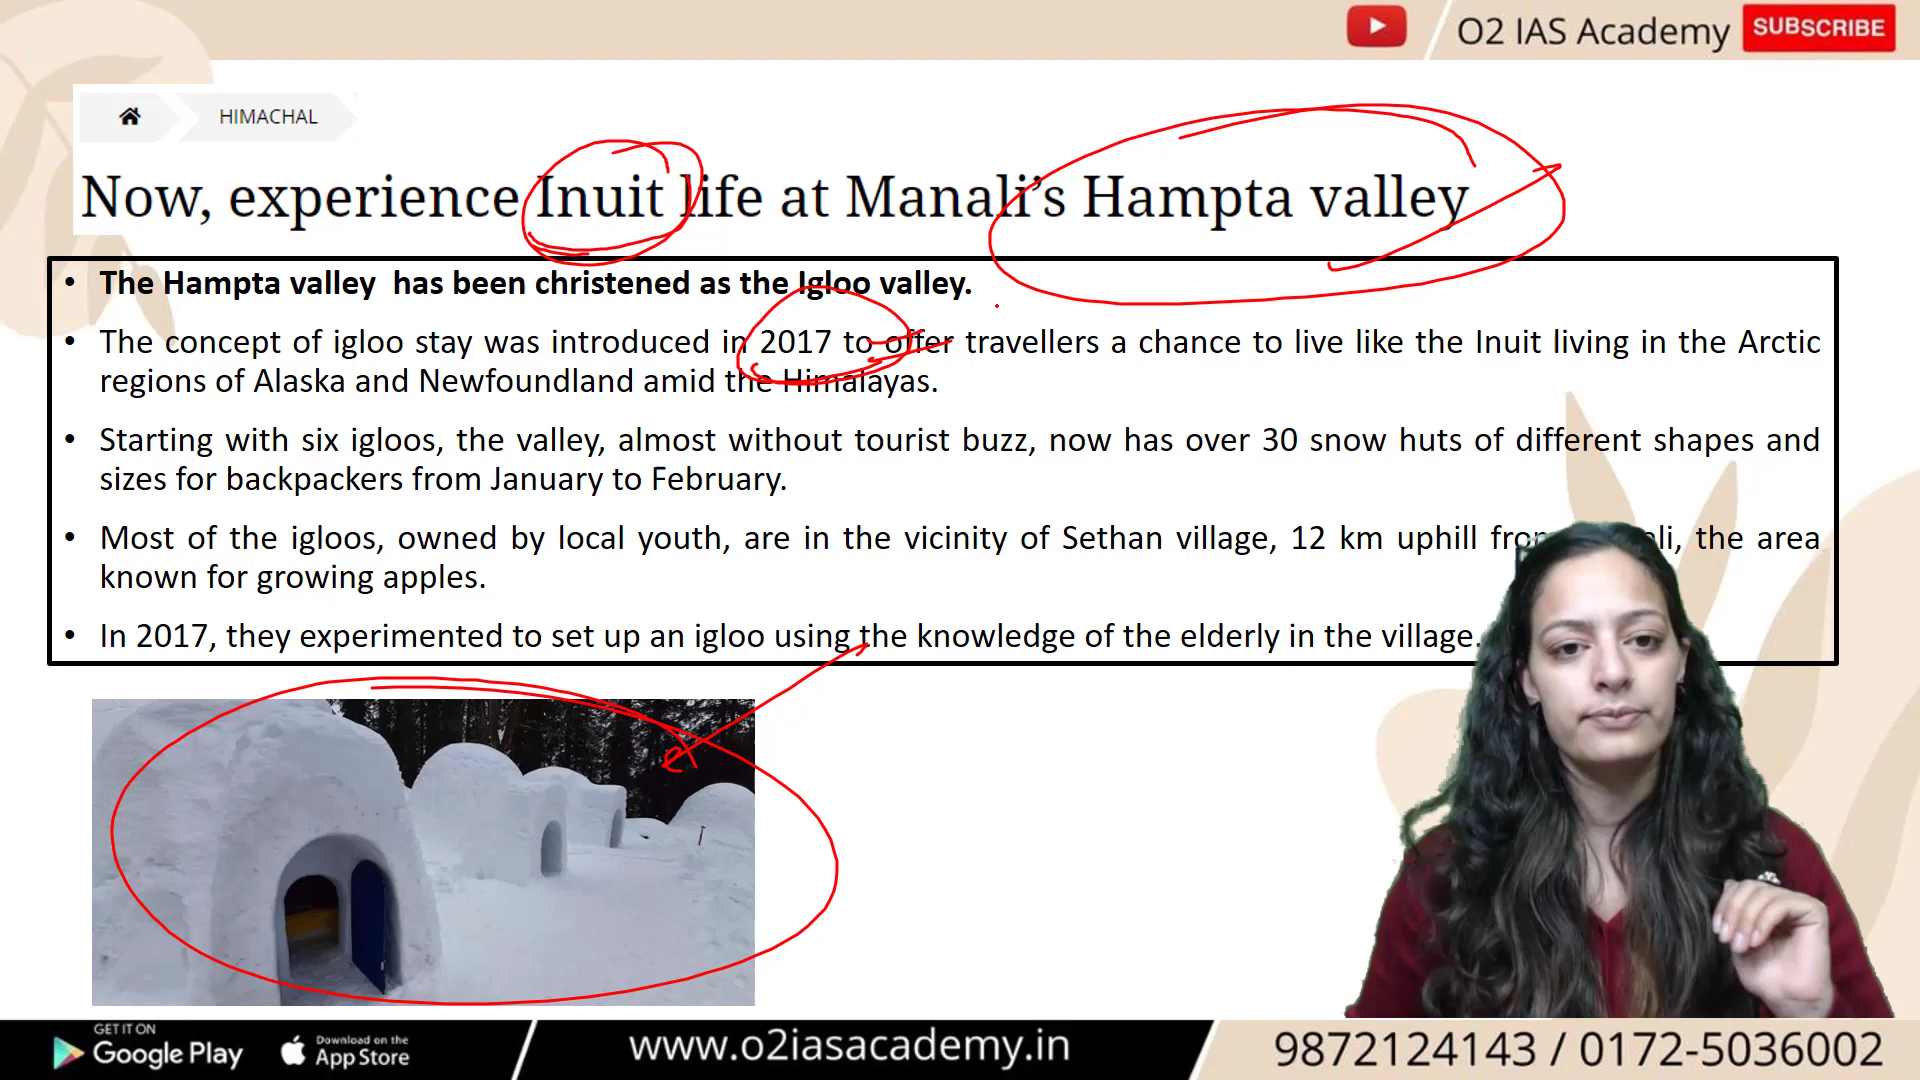 O2 IAS Academy SUBSCRIBE
HIMACHAL
Now, experience Inuit life at Manali's Hampta valley
• The Hampta valley has been christened as the Igloo valley.
• The concept of igloo stay was introduced in 2017 to offer travellers a chance to live like the Inuit living in the Arctic
regions of Alaska and Newfoundland amid the Himalayas.
• Starting with six igloos, the valley, almost without tourist buzz, now has over 30 snow huts of different shapes and
sizes for backpackers from January to February.
• Most of the igloos, owned by local youth, are in the vicinity of Sethan village, 12 km uphill the area
known for growing apples.
• In 2017, they experimented to set up an igloo using the knowledge of the elderly in the village.
GET IT ON
Google Play
Download on the
App Store
www.o2iasacademy.in
9872124143 / 0172-5036002